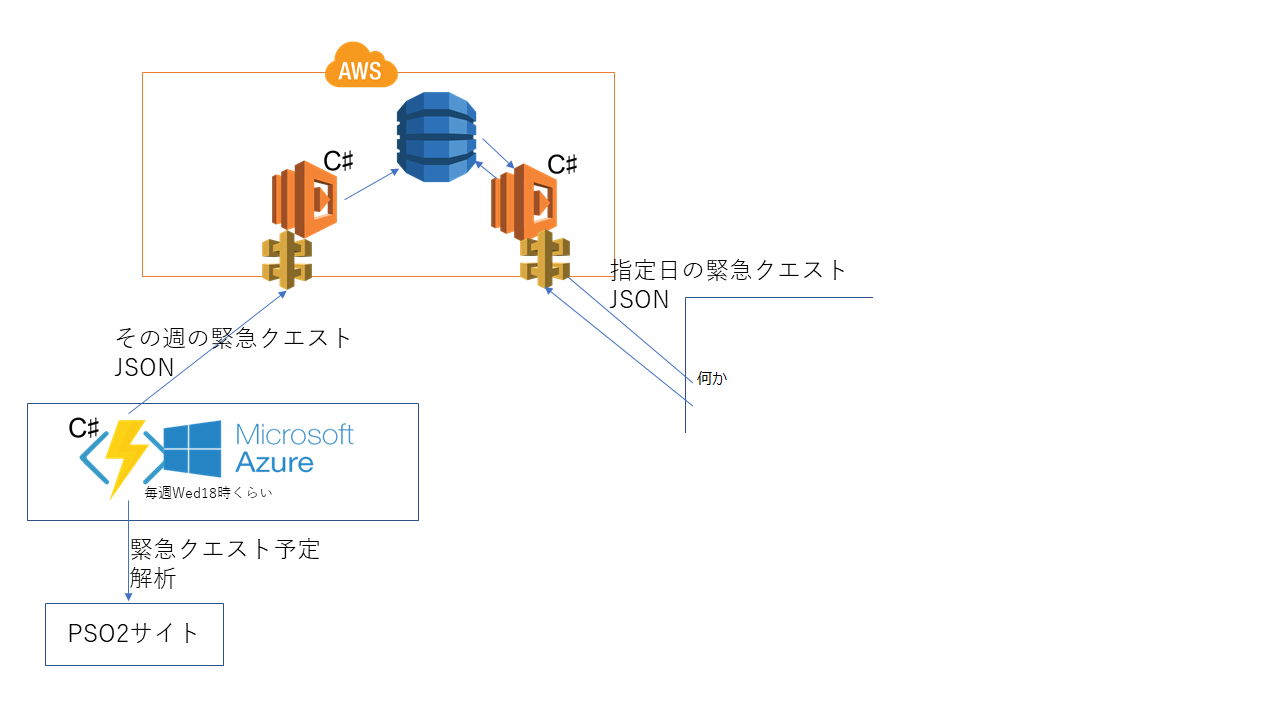 AWS
C♯
C♯
指定日の緊急クエスト
JSON
その週の緊急クエスト
JSON
何か
C♯
Microsoft
Azure
毎週Wed18時くらい
緊急クエスト予定
解析
PSO2サイト